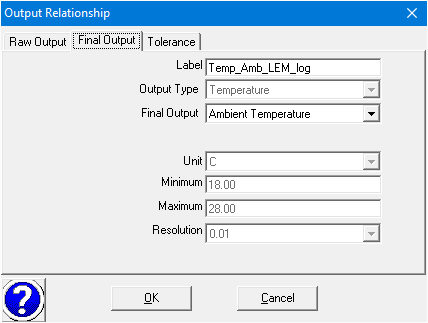 Output Relationship
Raw Output Final Output Tolerance
Label Temp_Amb_LEM_log
Output Type Temperature
Final Output Ambient Temperature
Unit C
Minimum 18.00
Maximum 28.00
Resolution 0.01
? OK Cancel